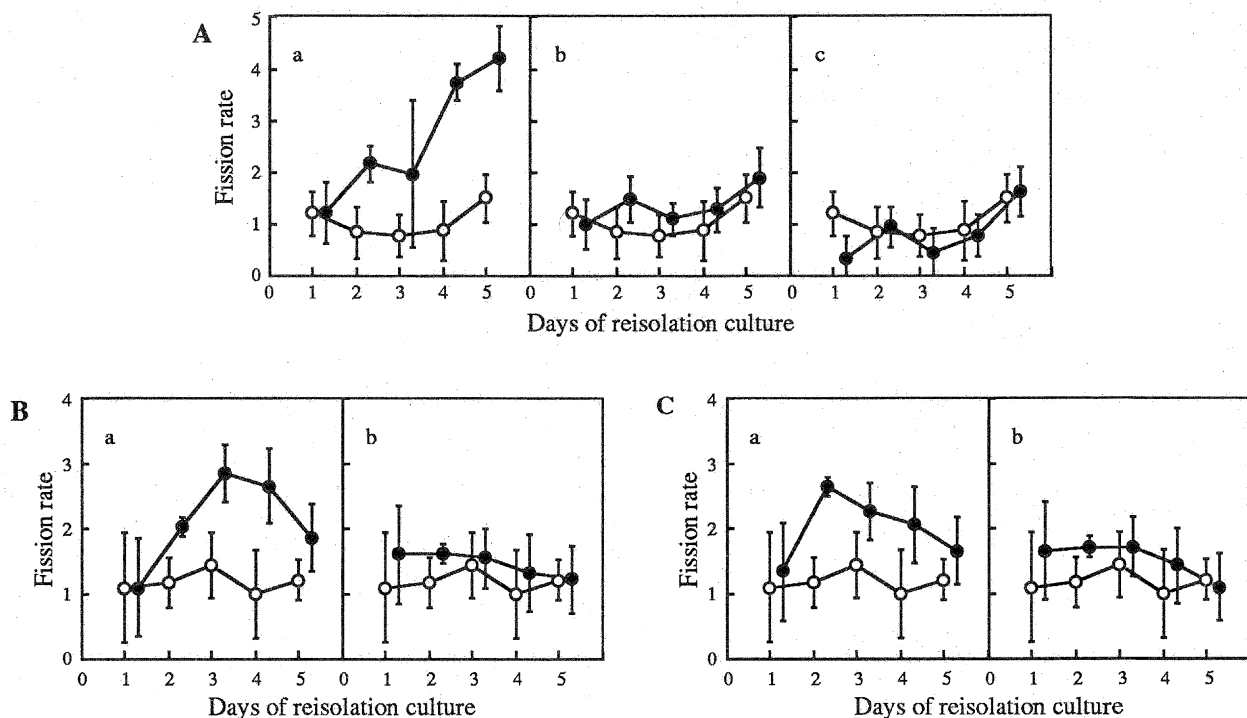 A
a
b
c
Fission rate
5
4
3
2
1
0
0 1 2 3 4 5 0 1 2 3 4 5 0 1 2 3 4 5
Days of reisolation culture
B
a
b
Fission rate
4
3
2
1
0
0 1 2 3 4 5 0 1 2 3 4 5
Days of reisolation culture
C
a
b
Fission rate
4
3
2
1
0
0 1 2 3 4 5 0 1 2 3 4 5
Days of reisolation culture